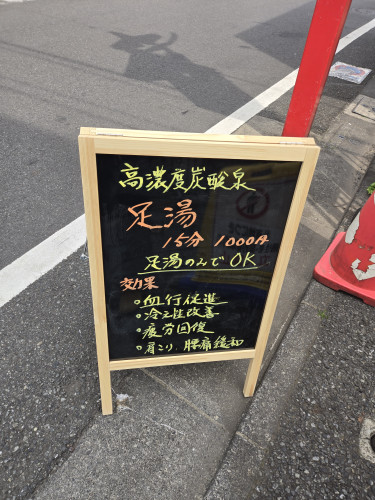 高濃度炭酸泉
足湯
15分 1000円
足湯のみでOK
効果
○血行促進
○冷え性改善
○疲労回復
○肩こり、腰痛緩和